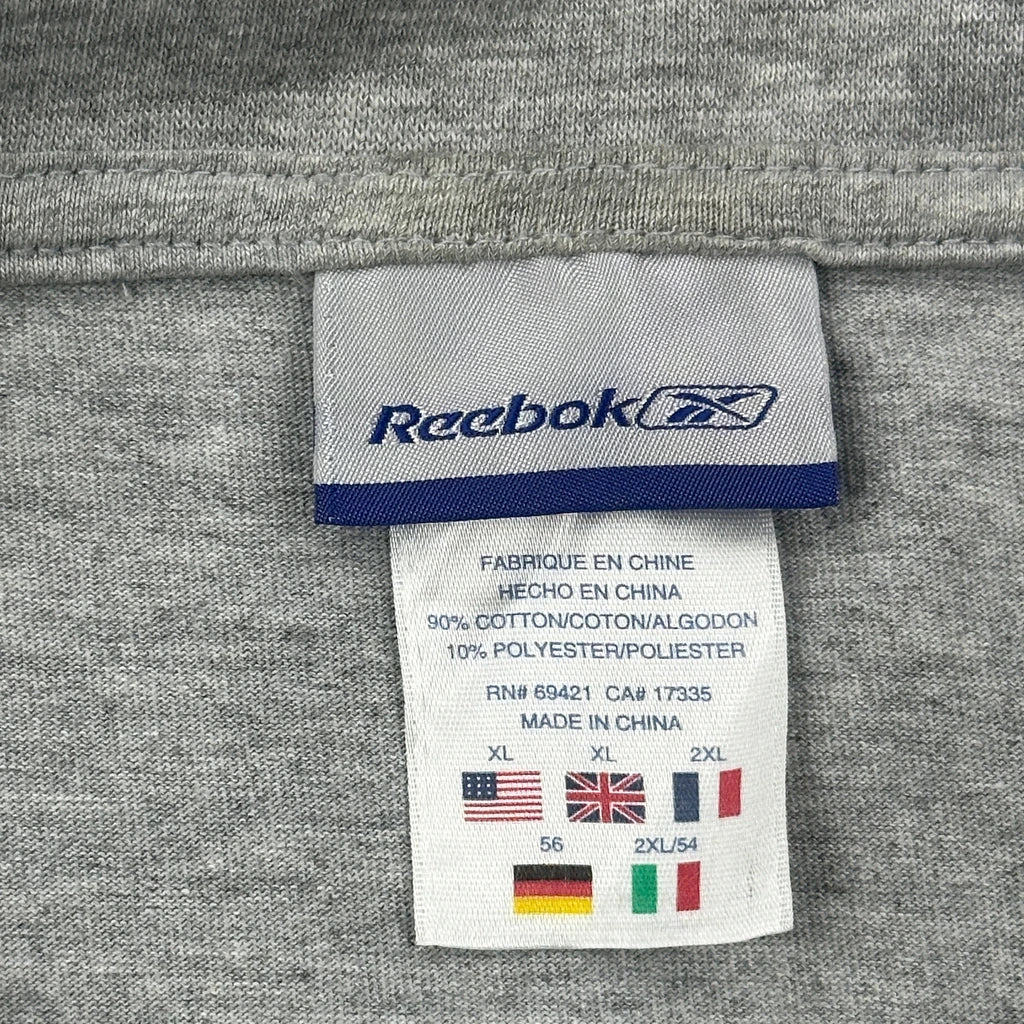 Reebok
FABRIQUE EN CHINE
HECHO EN CHINA
90% COTTON/COTON/ALGODON
10% POLYESTER/POLIESTER
RN# 69421 CA# 17335
MADE IN CHINA
XL XL 2XL
56 2XL/54